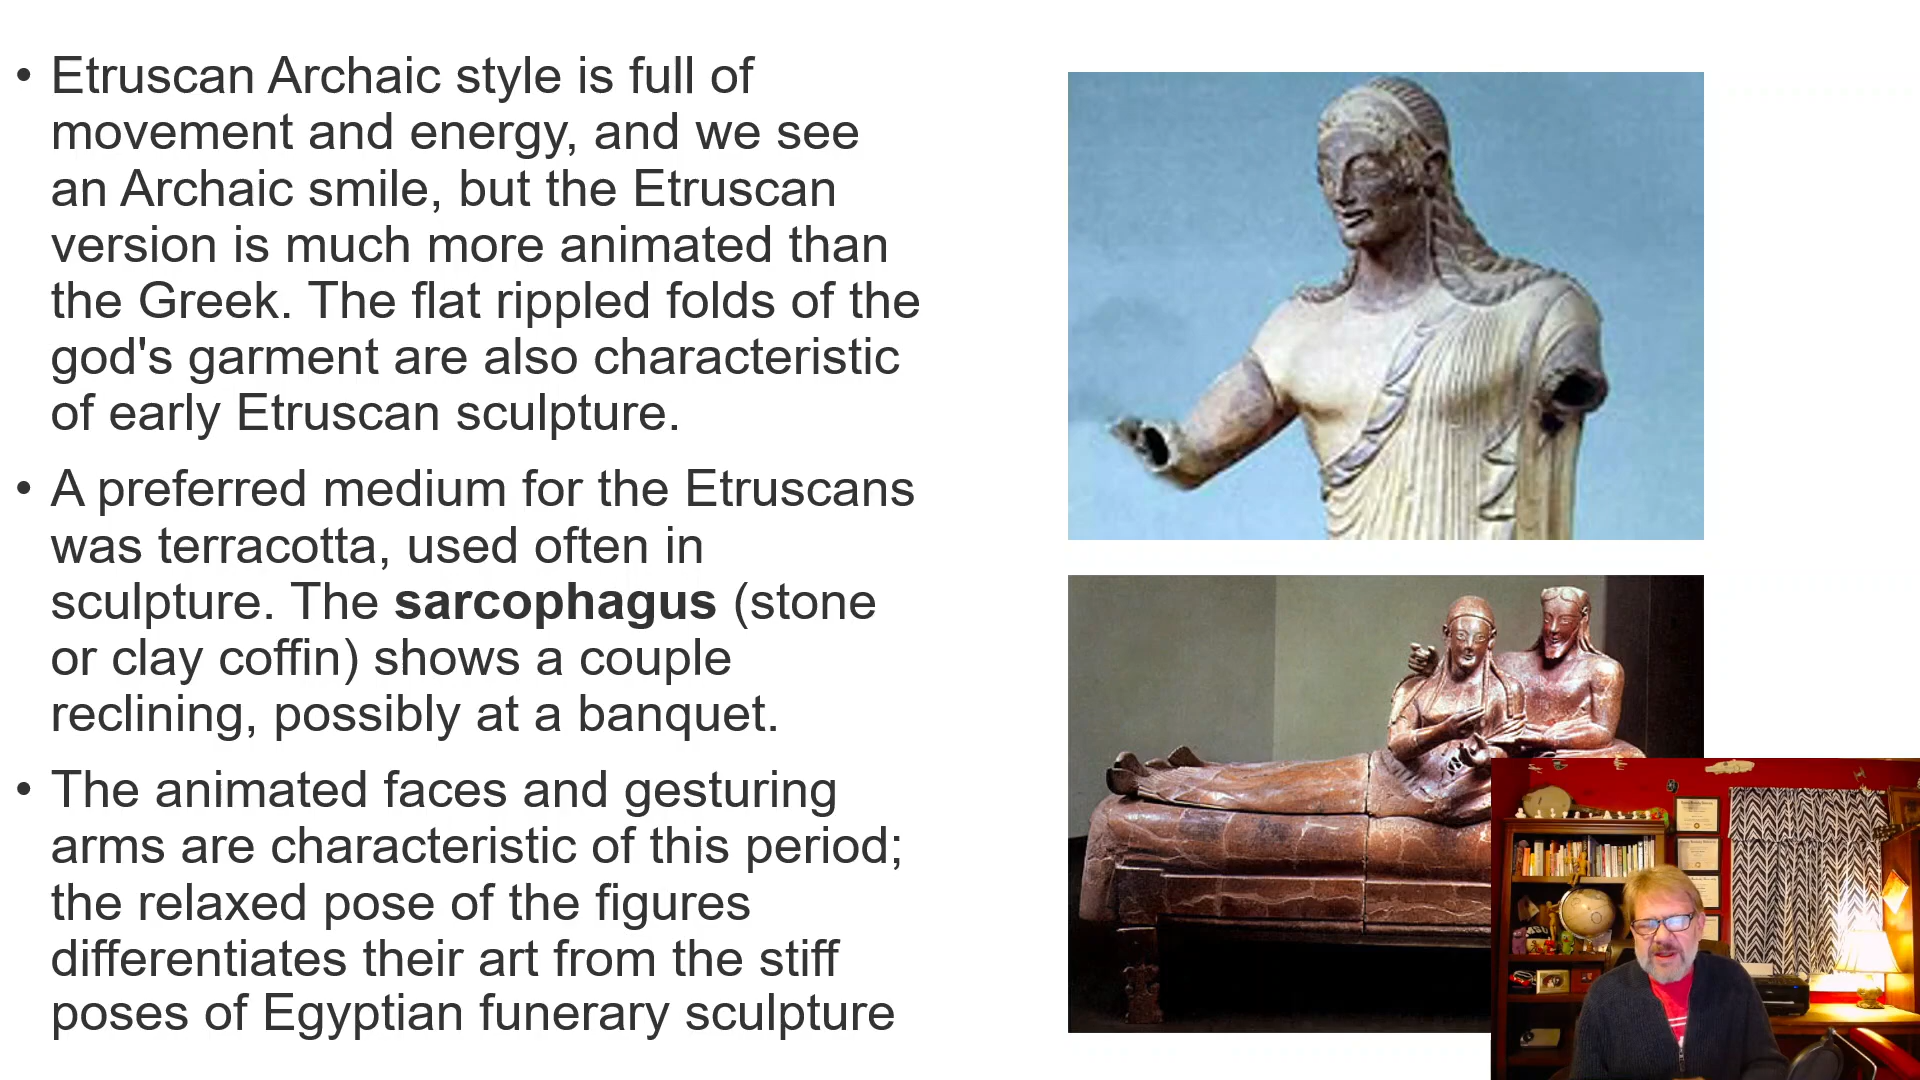 • Etruscan Archaic style is full of
movement and energy, and we see
an Archaic smile, but the Etruscan
version is much more animated than
the Greek. The flat rippled folds of the
god's garment are also characteristic
of early Etruscan sculpture.
• A preferred medium for the Etruscans
was terracotta, used often in
sculpture. The sarcophagus (stone
or clay coffin) shows a couple
reclining, possibly at a banquet.
• The animated faces and gesturing
arms are characteristic of this period;
the relaxed pose of the figures
differentiates their art from the stiff
poses of Egyptian funerary sculpture